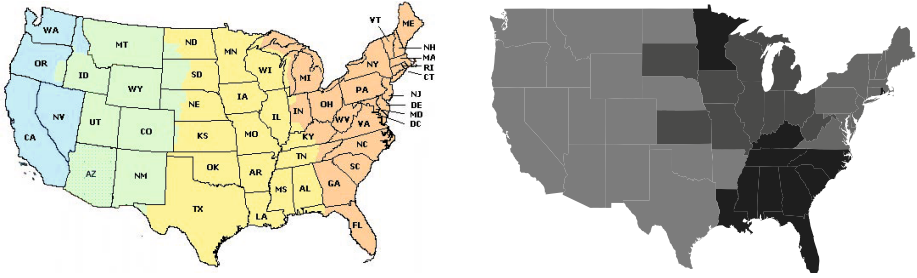 VT
ME
WA
MT
ND
MN
NH
MA
RI
CT
OR
ID
WY
SD
WI
MI
NY
NJ
DE
MD
DC
NV
UT
CO
NE
IA
IL
IN
OH
PA
WV
VA
CA
KS
MO
KY
NC
AZ
NM
OK
AR
TN
SC
TX
LA
MS
AL
GA
FL